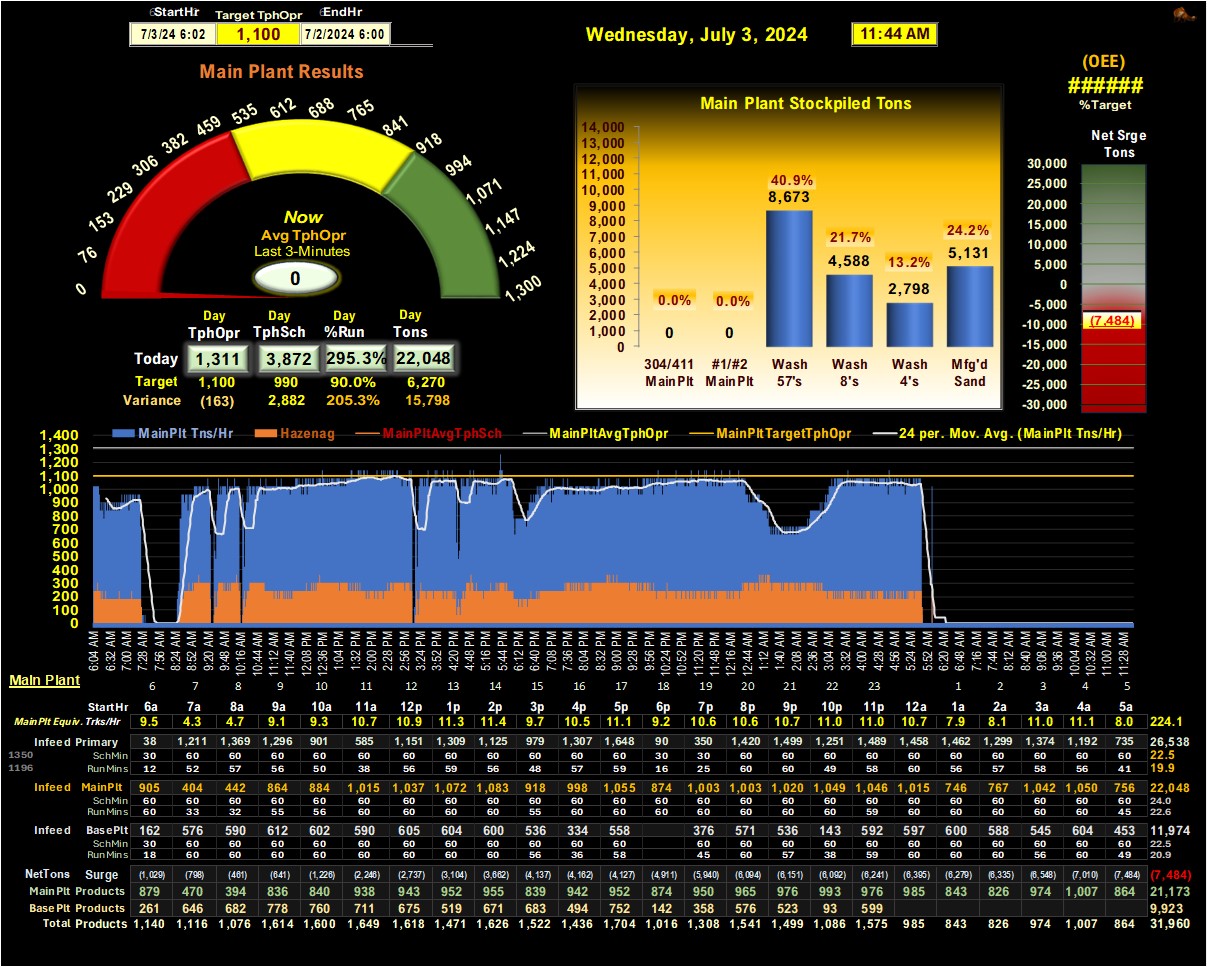 StartHr Target TphOpr EndHr
7/3/24 6:02 1,100 7/2/2024 6:00
Wednesday, July 3, 2024 11:44 AM
(OEE)
######
%Target
Main Plant Results
0 76 153 229 306 382 459 535 612 688 765 841 918 994 1,071 1,147 1,224 1,300
Now
Avg TphOpr
Last 3-Minutes
0
Day Day Day Day
TphOpr TphSch %Run Tons
Today 1,311 3,872 295.3% 22,048
Target 1,100 990 90.0% 6,270
Variance (163) 2,882 205.3% 15,798
Main Plant Stockpiled Tons
14,000
13,000
12,000
11,000
10,000
9,000
8,000
7,000
6,000
5,000
4,000
3,000
2,000
1,000
0
0.0% 0.0% 40.9% 21.7% 13.2% 24.2%
0 0 8,673 4,588 2,798 5,131
304/411 #1/#2 Wash Wash Wash Mfg'd
MainPlt MainPlt 57's 8's 4's Sand
Net Srge
Tons
30,000
25,000
20,000
15,000
10,000
5,000
0
-5,000
-10,000
-15,000
-20,000
-25,000
-30,000
(7,484)
MainPlt Tns/Hr Hazenag MainPltAvgTphSch MainPltAvgTphOpr MainPltTargetTphOpr 24 per. Mov. Avg. (MainPlt Tns/Hr)
1,400
1,300
1,200
1,100
1,000
900
800
700
600
500
400
300
200
100
0
6:04 AM 6:32 AM 7:00 AM 7:28 AM 7:56 AM 8:24 AM 8:52 AM 9:20 AM 9:48 AM 10:16 AM 10:44 AM 11:12 AM 11:40 AM 12:08 PM 12:36 PM 1:04 PM 1:32 PM 2:00 PM 2:28 PM 2:56 PM 3:24 PM 3:52 PM 4:20 PM 4:48 PM 5:16 PM 5:44 PM 6:12 PM 6:40 PM 7:08 PM 7:36 PM 8:04 PM 8:32 PM 9:00 PM 9:28 PM 9:56 PM 10:24 PM 10:52 PM 11:20 PM 11:48 PM 12:16 AM 12:44 AM 1:12 AM 1:40 AM 2:08 AM 2:36 AM 3:04 AM 3:32 AM 4:00 AM 4:28 AM 4:56 AM 5:24 AM 5:52 AM 6:20 AM 6:48 AM 7:16 AM 7:44 AM 8:12 AM 8:40 AM 9:08 AM 9:36 AM 10:04 AM 10:32 AM 11:00 AM 11:28 AM
Main Plant
6 7 8 9 10 11 12 13 14 15 16 17 18 19 20 21 22 23 1 2 3 4 5
StartHr 6a 7a 8a 9a 10a 11a 12p 1p 2p 3p 4p 5p 6p 7p 8p 9p 10p 11p 12a 1a 2a 3a 4a 5a
MainPlt Equiv. Trks/Hr 9.5 4.3 4.7 9.1 9.3 10.7 10.9 11.3 11.4 9.7 10.5 11.1 9.2 10.6 10.6 10.7 11.0 11.0 10.7 7.9 8.1 11.0 11.1 8.0 224.1
Infeed Primary 38 1,211 1,369 1,296 901 585 1,151 1,309 1,125 979 1,307 1,648 90 350 1,420 1,499 1,251 1,489 1,458 1,462 1,299 1,374 1,192 735 26,538
1350 SchMin 30 60 60 60 60 60 60 60 60 60 60 60 30 30 60 60 60 60 60 60 60 60 60 60 22.5
1196 RunMins 12 52 57 56 50 38 56 59 56 48 57 59 16 25 60 60 49 58 60 56 57 58 56 41 19.9
Infeed MainPlt 905 404 442 864 884 1,015 1,037 1,072 1,083 918 998 1,055 874 1,003 1,003 1,020 1,049 1,046 1,015 746 767 1,042 1,050 756 22,048
SchMin 60 60 60 60 60 60 60 60 60 60 60 60 60 60 60 60 60 60 60 60 60 60 60 60 24.0
RunMins 60 33 32 55 56 60 60 60 60 55 60 60 60 60 60 60 60 59 60 60 60 60 60 45 22.6
Infeed BasePlt 162 576 590 612 602 590 605 604 600 536 334 558 376 571 536 143 592 597 600 588 545 604 453 11,974
SchMin 30 60 60 60 60 60 60 60 60 60 60 60 60 60 60 60 60 60 60 60 60 60 60 22.5
RunMins 18 60 60 60 60 60 60 60 60 56 36 58 45 60 57 38 59 60 60 60 56 60 49 20.9
NetTons Surge (1,029) (798) (461) (641) (1,226) (2,246) (2,737) (3,104) (3,662) (4,137) (4,162) (4,127) (4,911) (5,940) (6,094) (6,151) (6,092) (6,241) (6,395) (6,279) (6,335) (6,548) (7,010) (7,484) (7,484)
MainPlt Products 879 470 394 836 840 938 943 952 955 839 942 952 874 950 965 976 993 976 985 843 826 974 1,007 864 21,173
BasePlt Products 261 646 682 778 760 711 675 519 671 683 494 752 142 358 576 523 93 599 9,923
Total Products 1,140 1,116 1,076 1,614 1,600 1,649 1,618 1,471 1,626 1,522 1,436 1,704 1,016 1,308 1,541 1,499 1,086 1,575 985 843 826 974 1,007 864 31,960